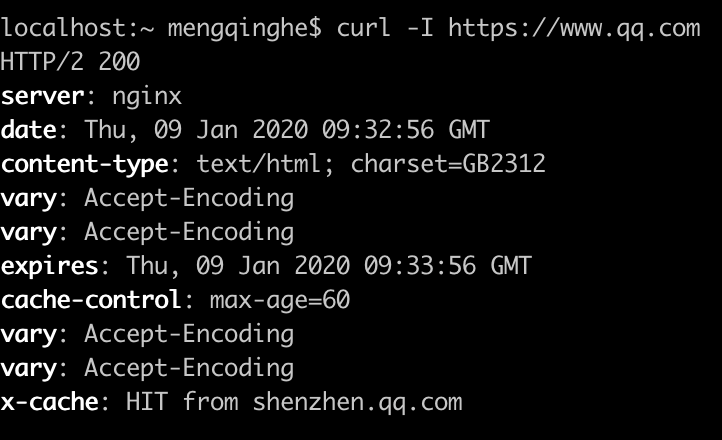 localhost:~ mengqinghe$ curl -I https://www.qq.com
HTTP/2 200
server: nginx
date: Thu, 09 Jan 2020 09:32:56 GMT
content-type: text/html; charset=GB2312
vary: Accept-Encoding
vary: Accept-Encoding
expires: Thu, 09 Jan 2020 09:33:56 GMT
cache-control: max-age=60
vary: Accept-Encoding
vary: Accept-Encoding
x-cache: HIT from shenzhen.qq.com